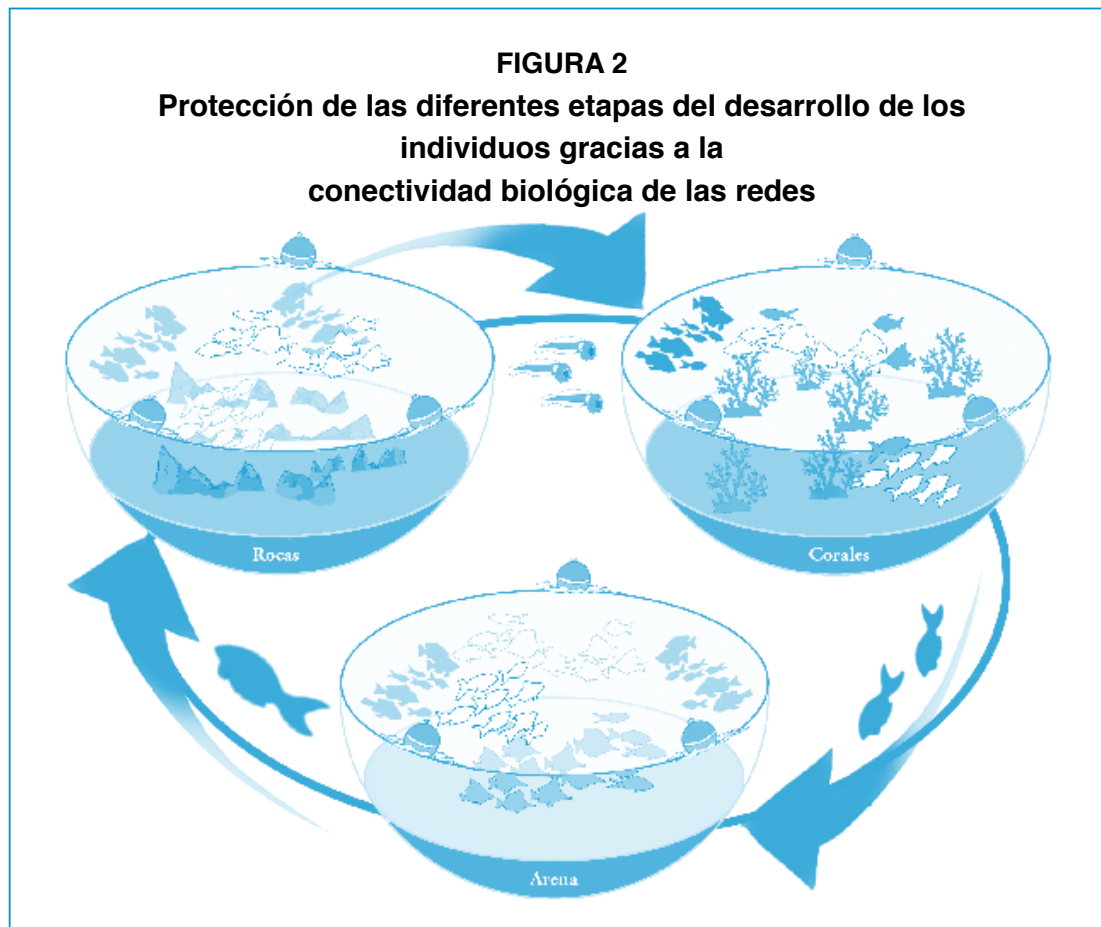 FIGURA 2
Protección de las diferentes etapas del desarrollo de los
individuos gracias a la
conectividad biológica de las redes
Rocas
Corales
Arena